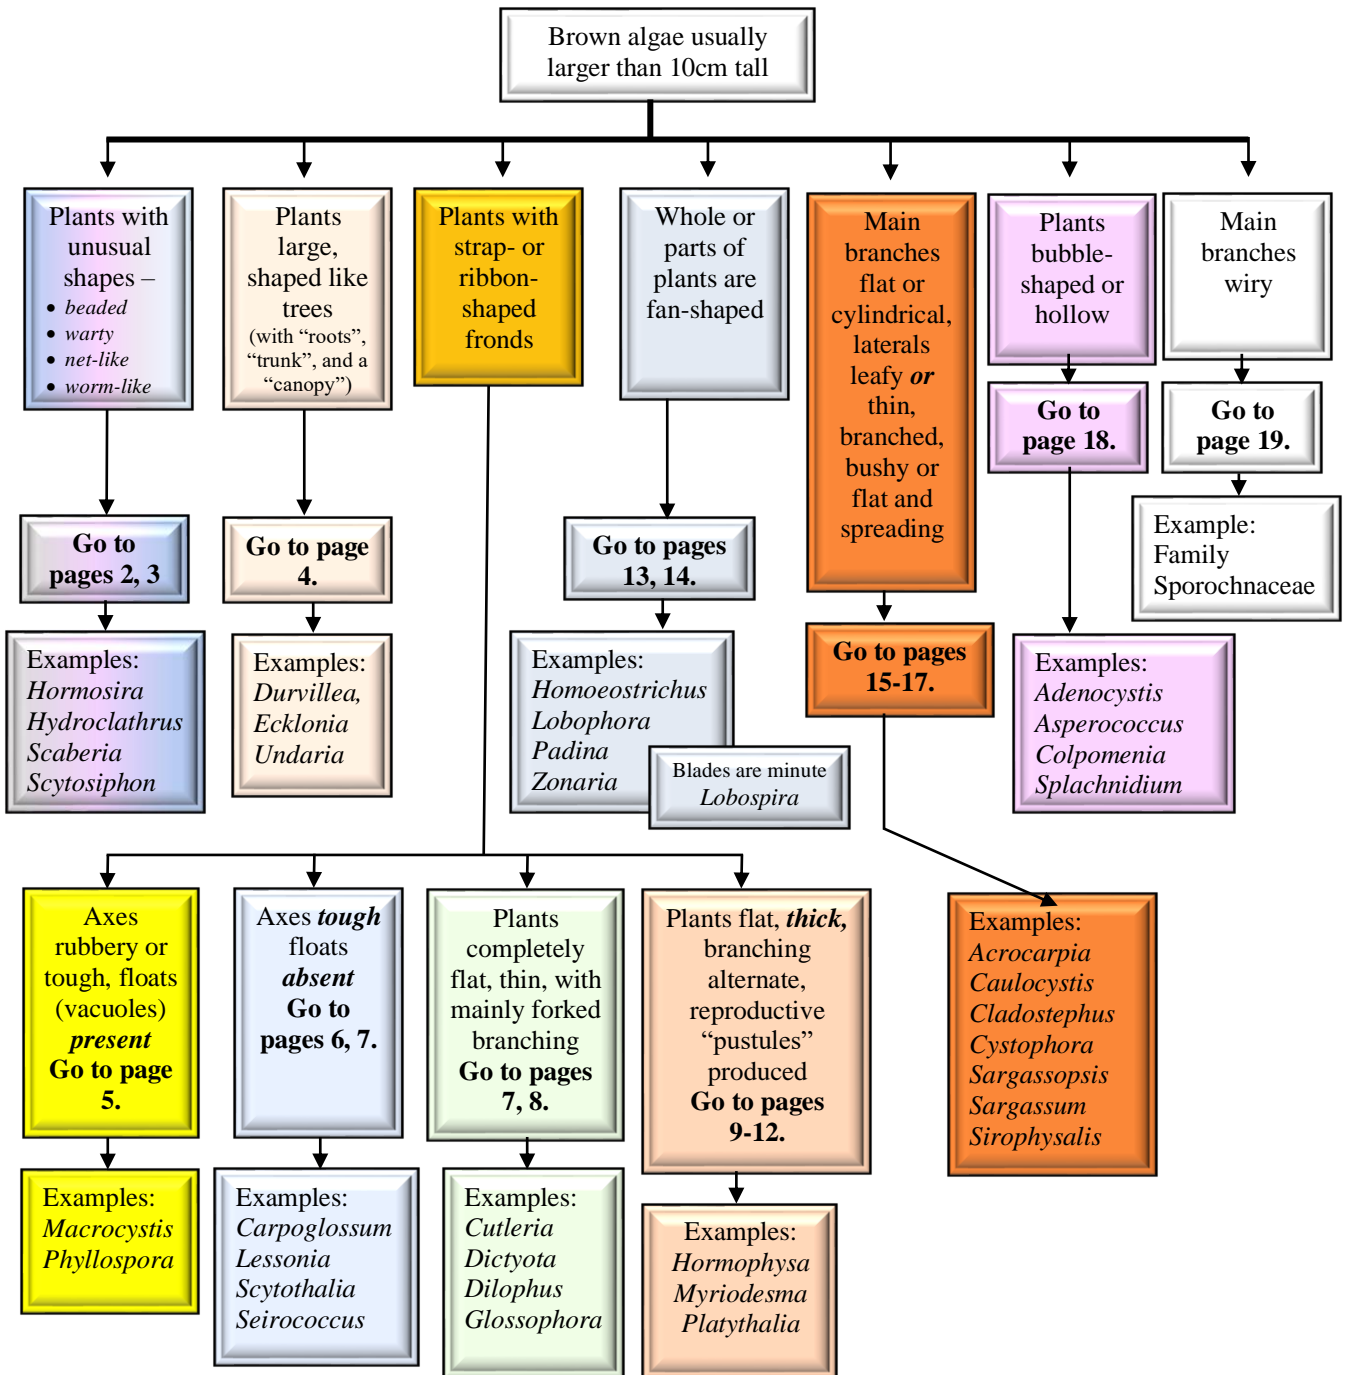 Brown algae usually
larger than 10cm tall
Plants with
unusual
shapes –
• beaded
• warty
• net-like
• worm-like
Plants
large,
shaped like
trees
(with “roots”,
“trunk”, and a
“canopy”)
Plants with
strap- or
ribbon-
shaped
fronds
Whole or
parts of
plants are
fan-shaped
Main
branches
flat or
cylindrical,
laterals
leafy or
thin,
branched,
bushy or
flat and
spreading
Plants
bubble-
shaped or
hollow
Main
branches
wiry
Go to
pages 2, 3
Go to page
4.
Go to pages
13, 14.
Go to pages
15-17.
Go to
page 18.
Go to
page 19.
Examples:
Hormosira
Hydroclathrus
Scaberia
Scytosiphon
Examples:
Durvillea,
Ecklonia
Undaria
Examples:
Homoeostrichus
Lobophora
Padina
Zonaria
Blades are minute
Lobospira
Examples:
Adenocystis
Asperococcus
Colpomenia
Splachnidium
Example:
Family
Sporochnaceae
Axes
rubbery or
tough, floats
(vacuoles)
present
Go to page
5.
Axes tough
floats
absent
Go to
pages 6, 7.
Plants
completely
flat, thin, with
mainly forked
branching
Go to pages
7, 8.
Plants flat, thick,
branching
alternate,
reproductive
“pustules”
produced
Go to pages
9-12.
Examples:
Acrocarpia
Caulocystis
Cladostephus
Cystophora
Sargassopsis
Sargassum
Sirophysalis
Examples:
Macrocystis
Phyllospora
Examples:
Carpoglossum
Lessonia
Scytothalia
Seirococcus
Examples:
Cutleria
Dictyota
Dilophus
Glossophora
Examples:
Hormophysa
Myriodesma
Platythalia